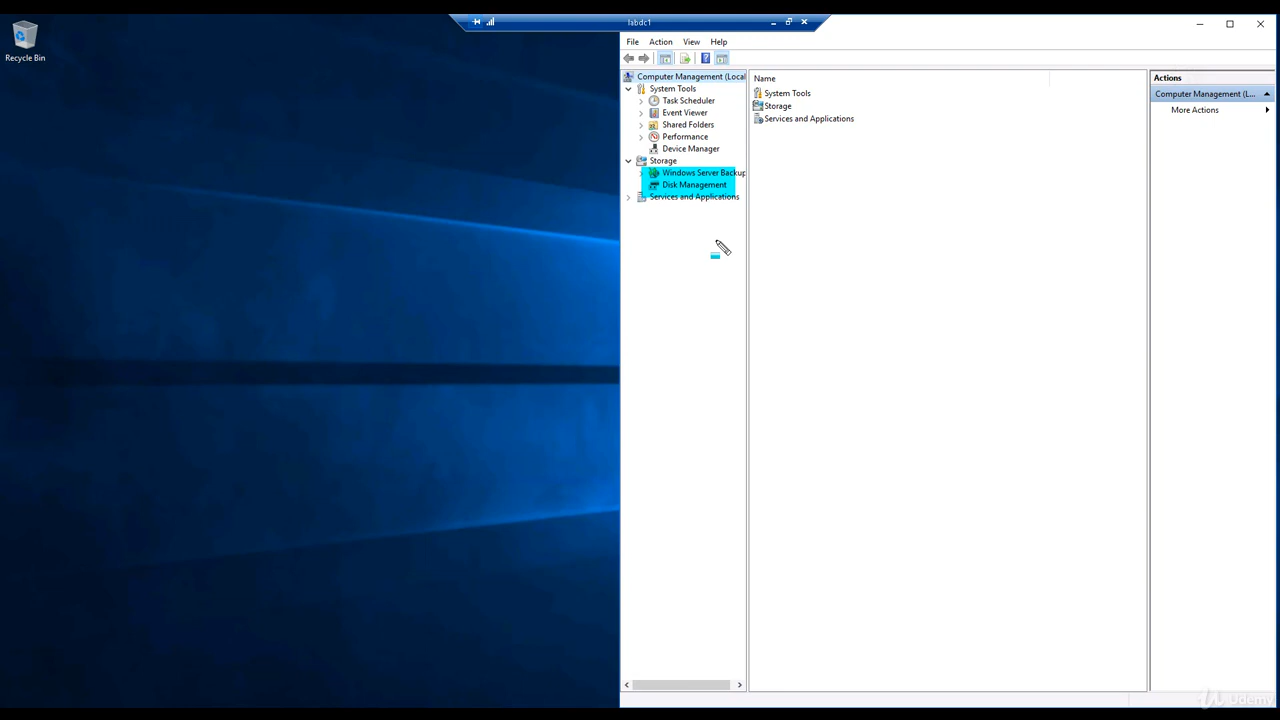 labdc1
Recycle Bin
File Action View Help
Computer Management (Local
System Tools
Task Scheduler
Event Viewer
Shared Folders
Performance
Device Manager
Storage
Windows Server Backup
Disk Management
Services and Applications
Name
System Tools
Storage
Services and Applications
Actions
Computer Management (L...
More Actions
Udemy